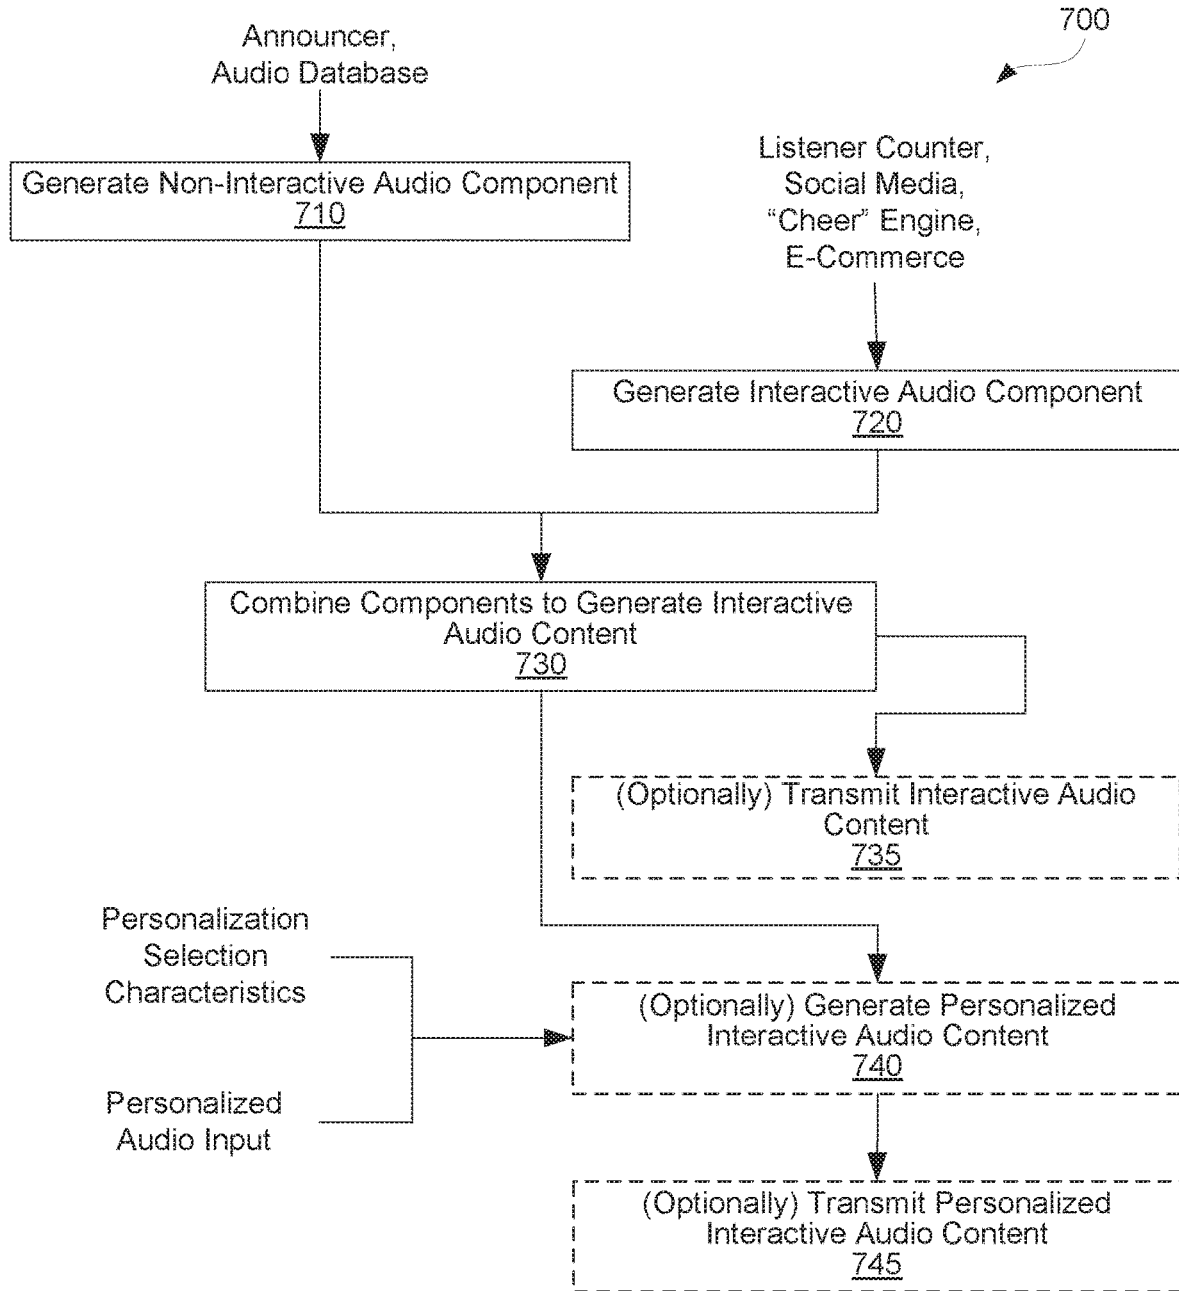 700
Announcer,
Audio Database
Generate Non-Interactive Audio Component
710
Listener Counter,
Social Media,
“Cheer” Engine,
E-Commerce
Generate Interactive Audio Component
720
Combine Components to Generate Interactive
Audio Content
730
(Optionally) Transmit Interactive Audio
Content
735
Personalization
Selection
Characteristics
Personalized
Audio Input
(Optionally) Generate Personalized
Interactive Audio Content
740
(Optionally) Transmit Personalized
Interactive Audio Content
745